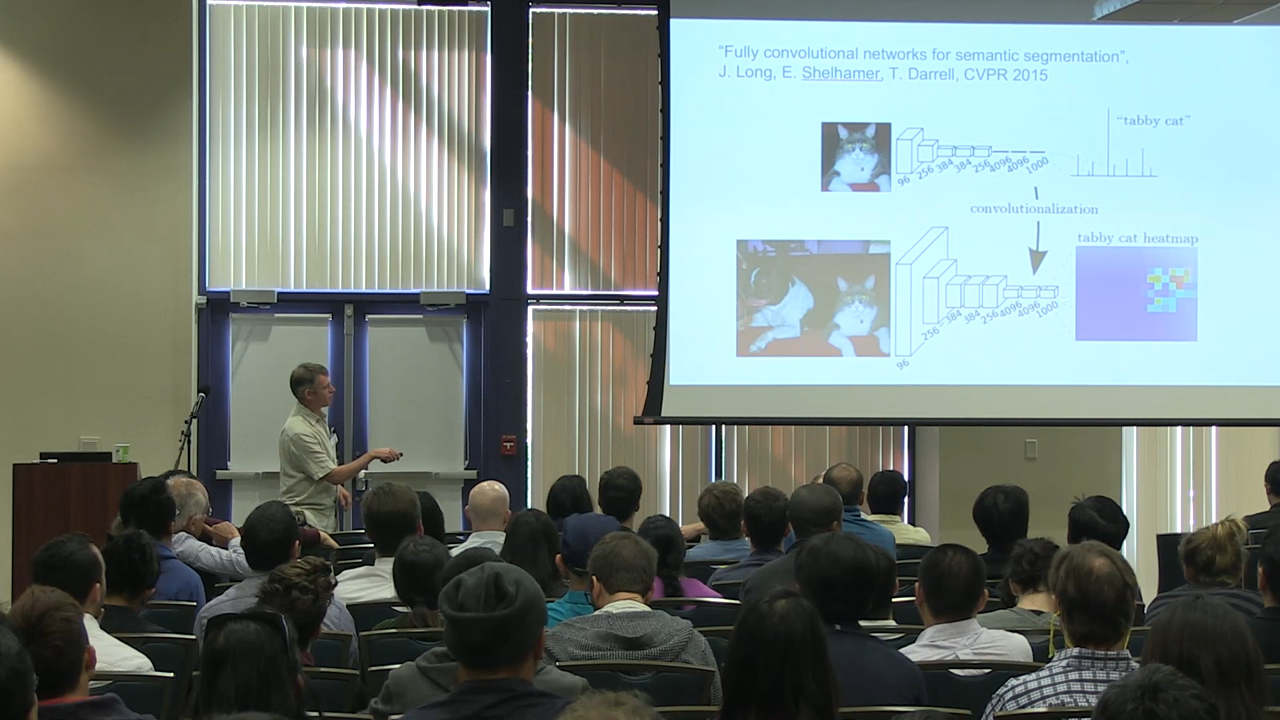 “Fully convolutional networks for semantic segmentation”,
J. Long, E. Shelhamer, T. Darrell, CVPR 2015
“tabby cat”
96 256 384 384 256 4096 4096 1000
convolutionalization
tabby cat heatmap
96 256 384 384 256 4096 4096 1000